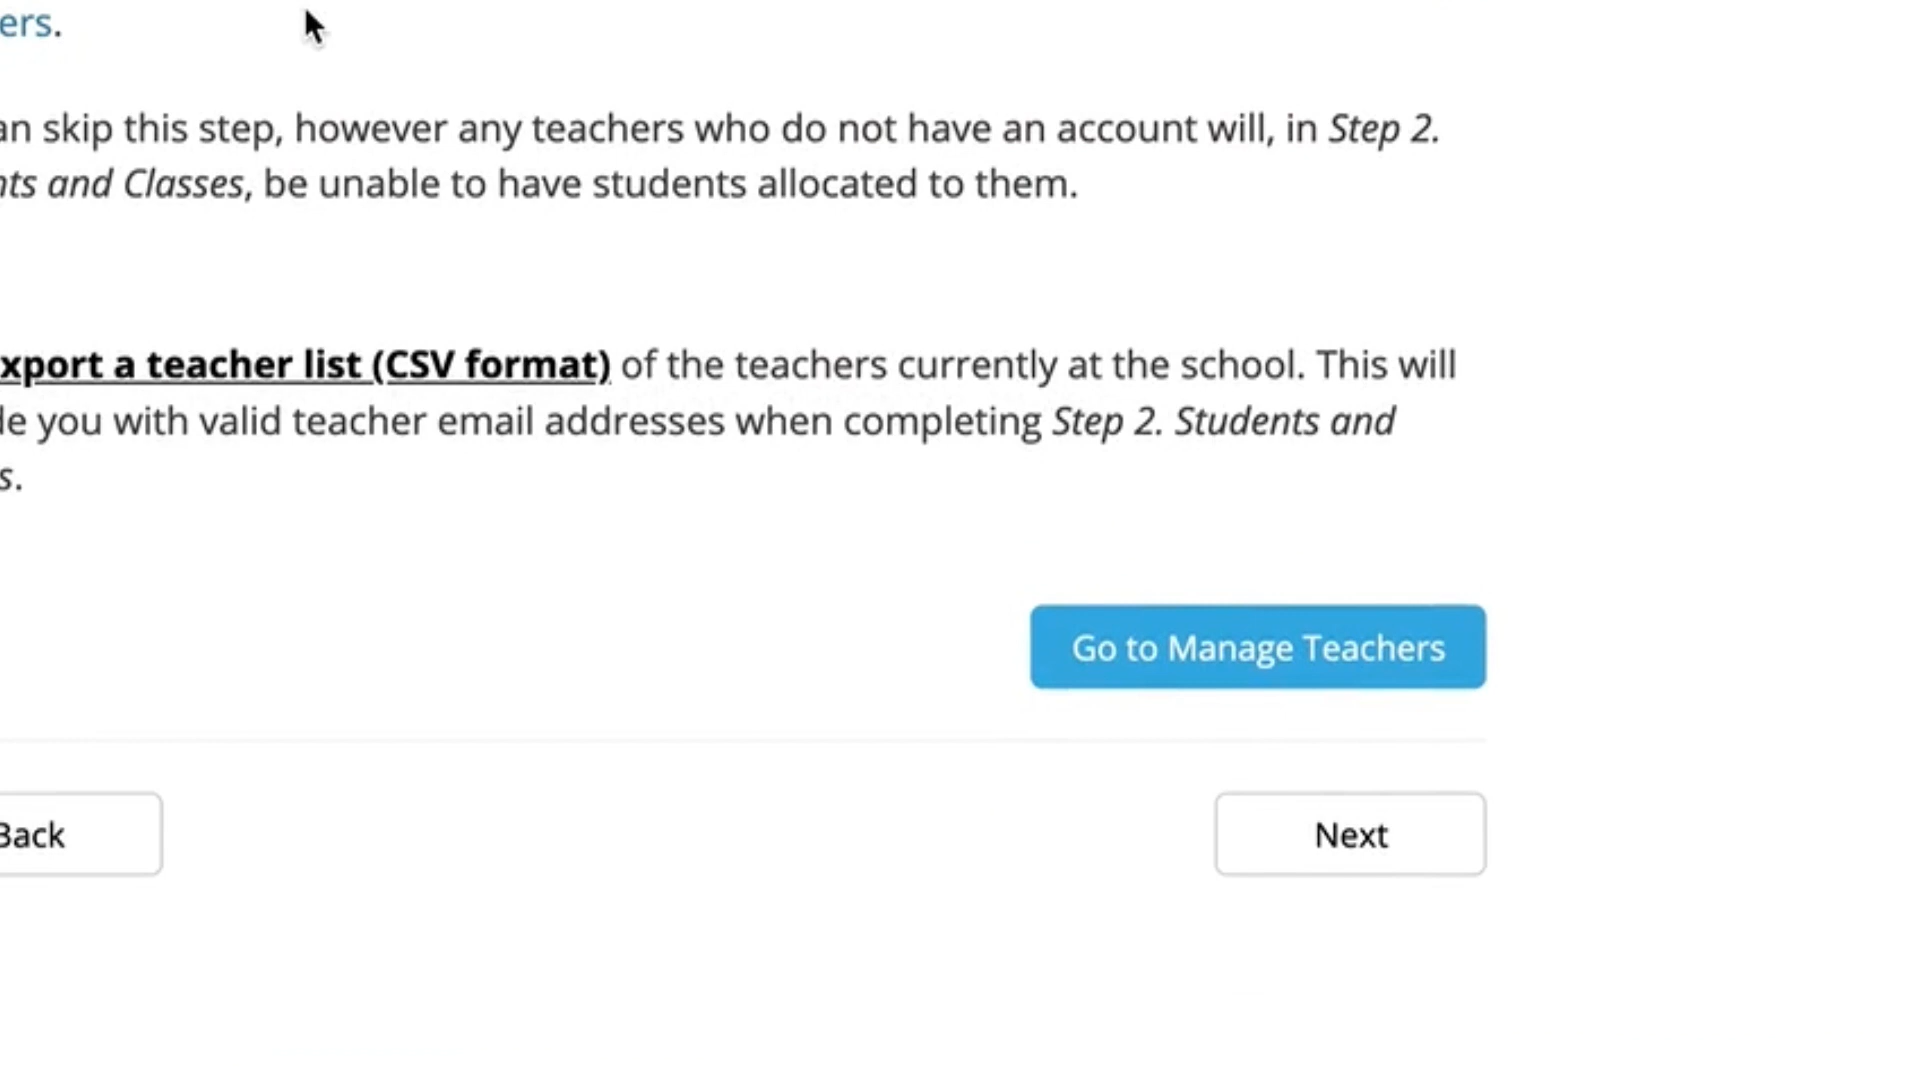 ers.
an skip this step, however any teachers who do not have an account will, in Step 2.
nts and Classes, be unable to have students allocated to them.
xport a teacher list (CSV format) of the teachers currently at the school. This will
de you with valid teacher email addresses when completing Step 2. Students and
s.
Go to Manage Teachers
Back
Next